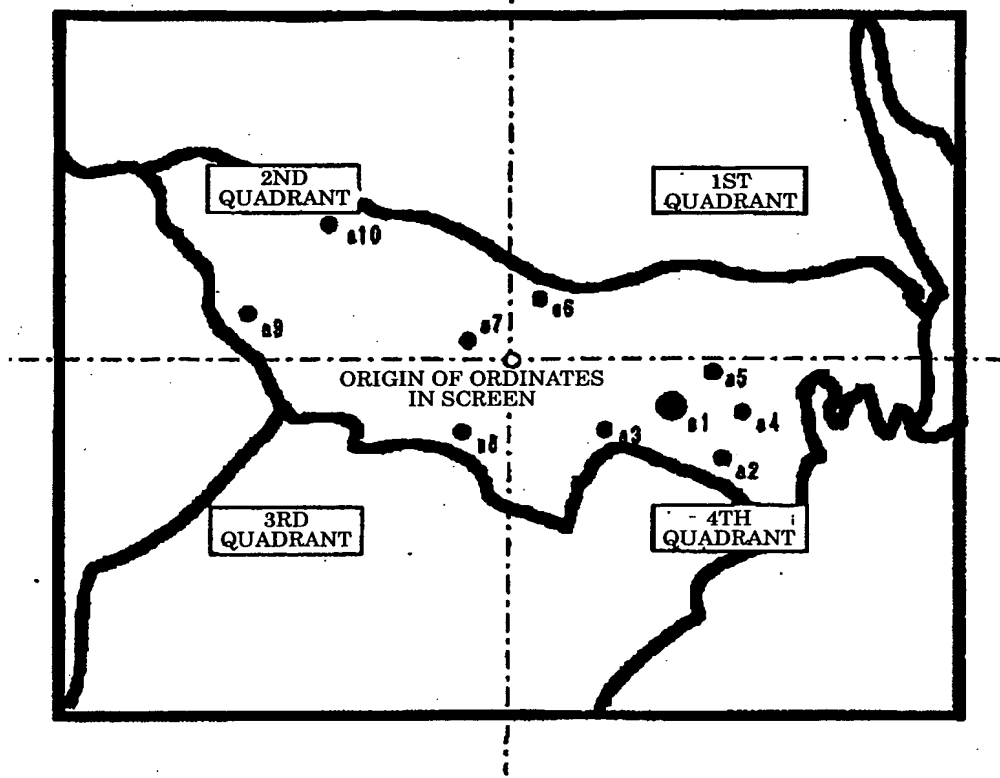 2ND
QUADRANT
1ST
QUADRANT
a10
a6
a7
a9
ORIGIN OF ORDINATES
IN SCREEN
a5
a1
a4
a3
a2
3RD
QUADRANT
4TH
QUADRANT